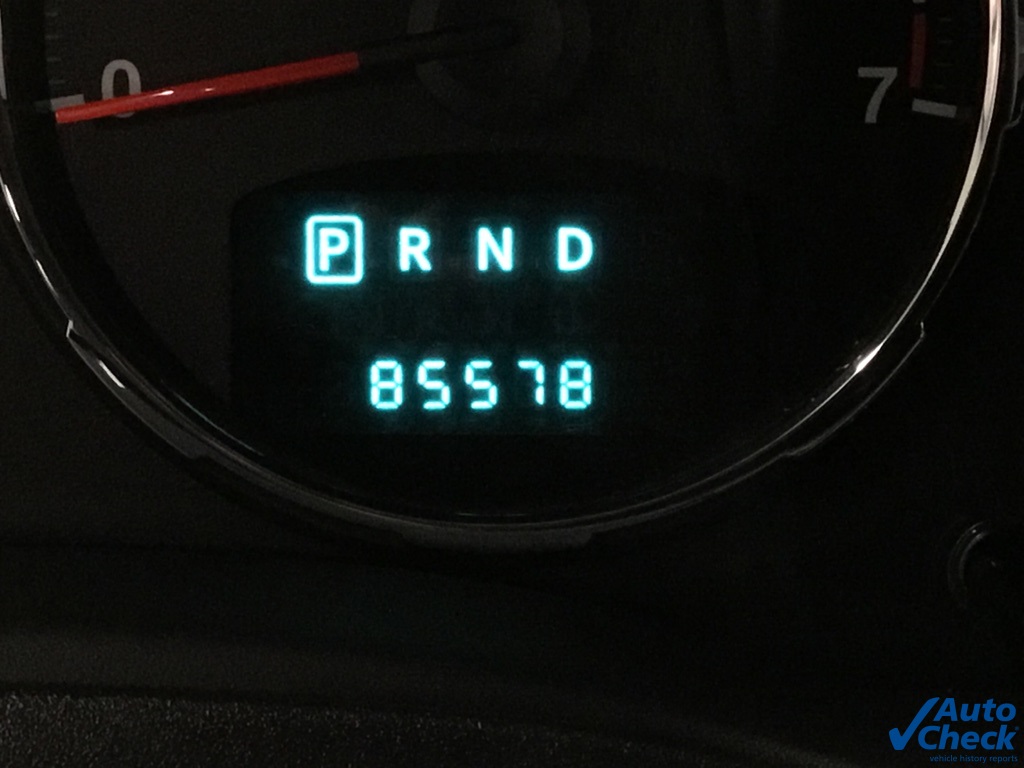 0 7
P R N D
85578
Auto
Check
vehicle history reports